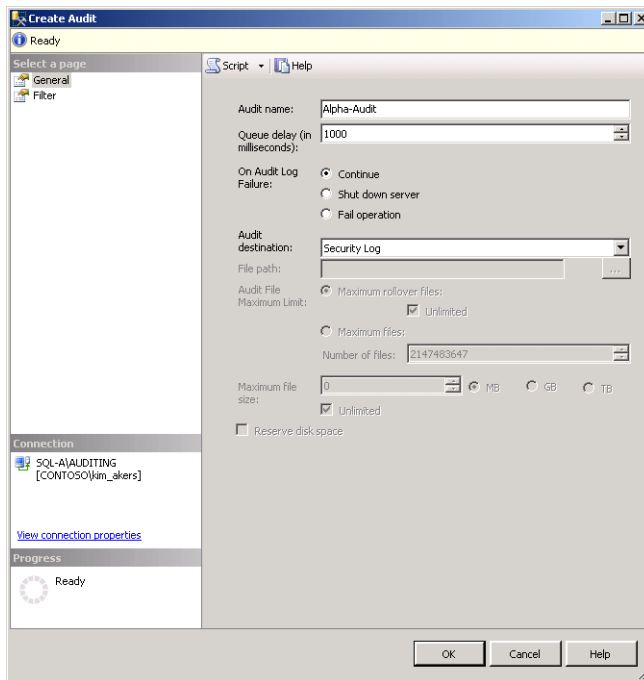 Create Audit
Ready
Select a page
General
Filter
Script
Help
Audit name:
Alpha-Audit
Queue delay (in
milliseconds):
1000
On Audit Log
Failure:
Continue
Shut down server
Fail operation
Audit
destination:
Security Log
File path:
...
Audit File
Maximum Limit:
Maximum rollover files:
Unlimited
Maximum files:
Number of files:
2147483647
Maximum file
size:
0
MB
GB
TB
Unlimited
Reserve disk space
Connection
SQL-A\AUDITING
[CONTOSO\kim_akers]
View connection properties
Progress
Ready
OK
Cancel
Help